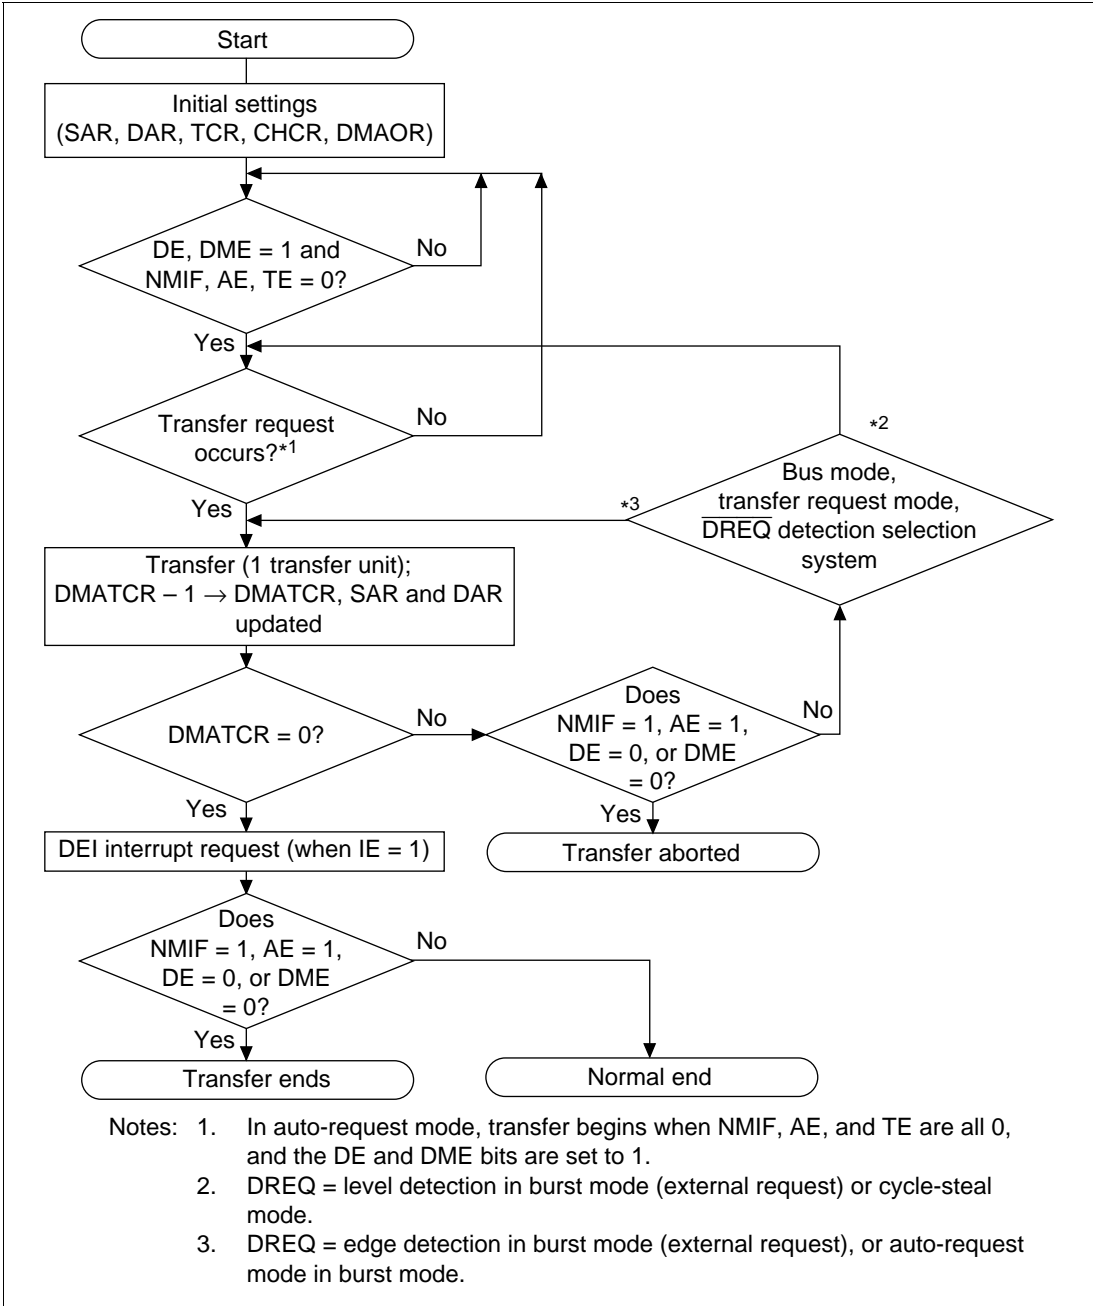 Start
Initial settings
(SAR, DAR, TCR, CHCR, DMAOR)
DE, DME = 1 and
NMIF, AE, TE = 0?
No
Yes
Transfer request
occurs?*1
No
Yes
*2
Bus mode,
transfer request mode,
DREQ detection selection
system
*3
Transfer (1 transfer unit);
DMATCR – 1 → DMATCR, SAR and DAR
updated
DMATCR = 0?
No
Does
NMIF = 1, AE = 1,
DE = 0, or DME
= 0?
No
Yes
Yes
DEI interrupt request (when IE = 1)
Transfer aborted
Does
NMIF = 1, AE = 1,
DE = 0, or DME
= 0?
No
Yes
Transfer ends
Normal end
Notes: 1. In auto-request mode, transfer begins when NMIF, AE, and TE are all 0,
and the DE and DME bits are set to 1.
2. DREQ = level detection in burst mode (external request) or cycle-steal
mode.
3. DREQ = edge detection in burst mode (external request), or auto-request
mode in burst mode.